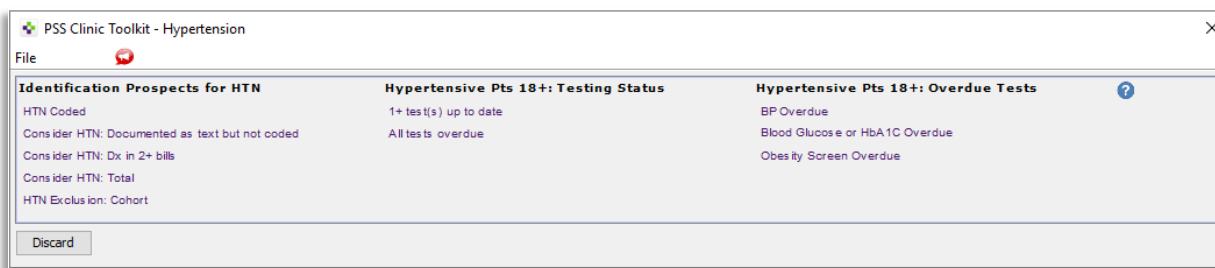 PSS Clinic Toolkit - Hypertension
File
Identification Prospects for HTN
HTN Coded
Consider HTN: Documented as text but not coded
Consider HTN: Dx in 2+ bills
Consider HTN: Total
HTN Exclusion: Cohort
Hypertensive Pts 18+: Testing Status
1+ test(s) up to date
All tests overdue
Hypertensive Pts 18+: Overdue Tests
BP Overdue
Blood Glucose or HbA1C Overdue
Obesity Screen Overdue
?
Discard